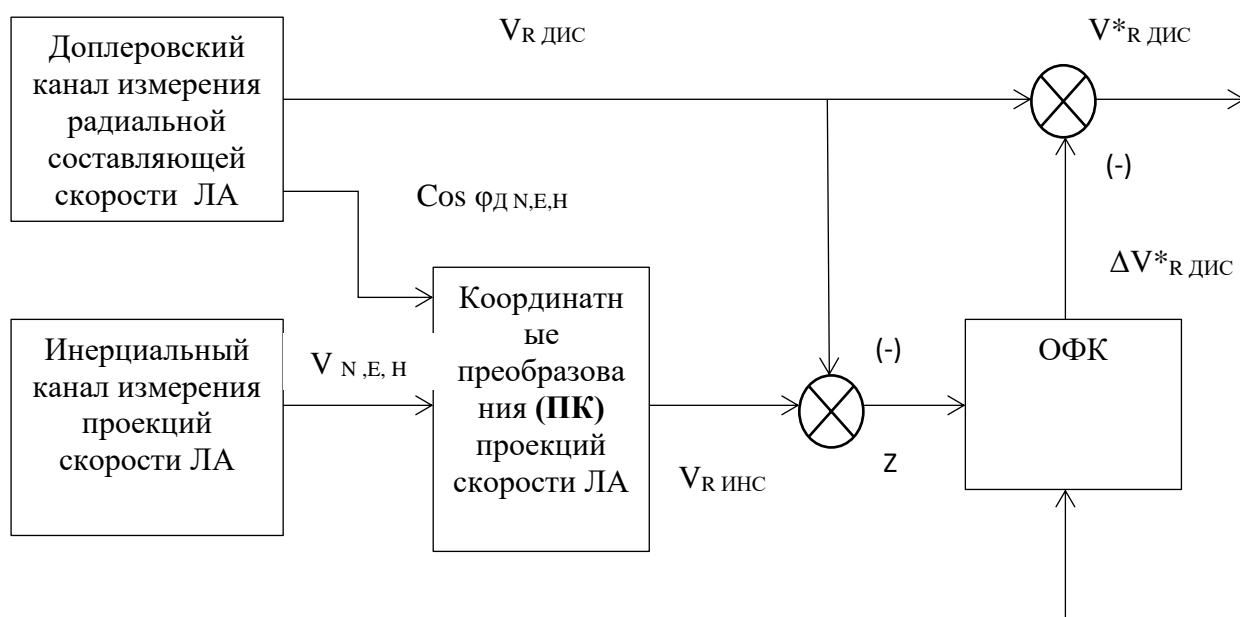 Доплеровский
канал измерения
радиальной
составляющей
скорости ЛА
V R ДИС
V* R ДИС
(-)
Cos φ Д N,E,H
ΔV* R ДИС
Инерциальный
канал измерения
проекций
скорости ЛА
V N ,E, H
Координатн
ые
преобразова
ния (ПК)
проекций
скорости ЛА
V R ИНС
(-)
Z
ОФК